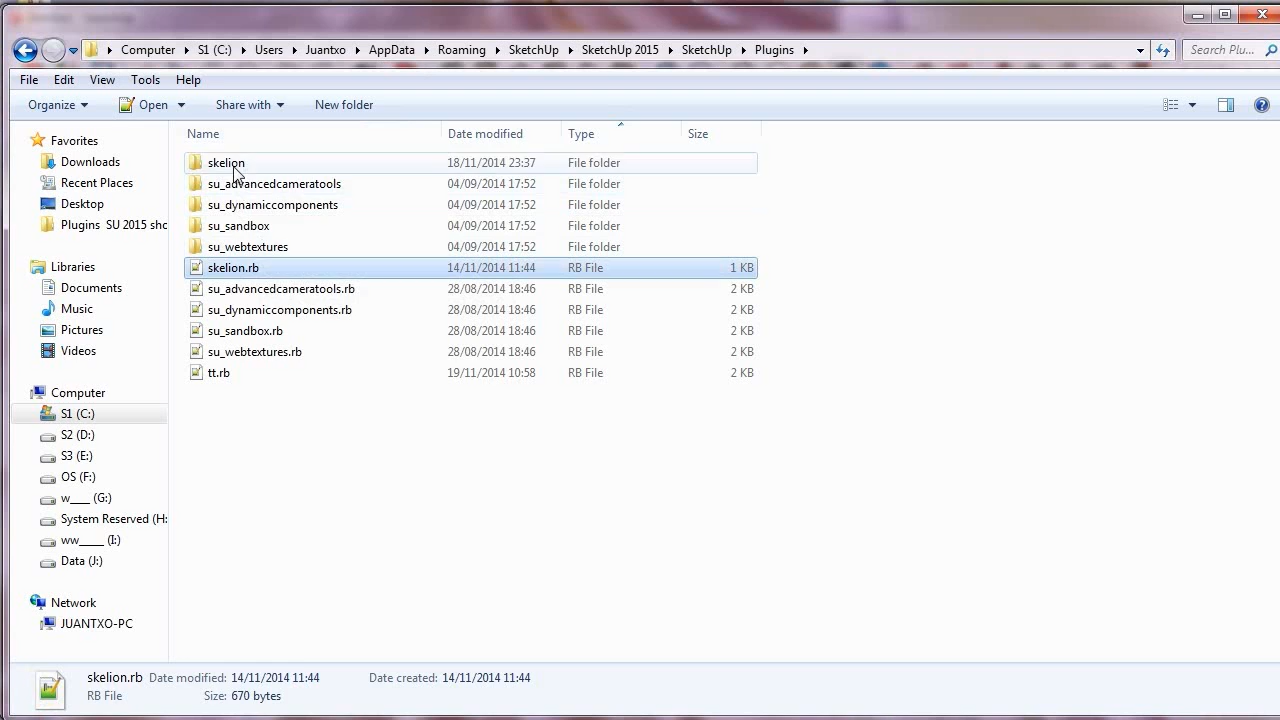 Computer S1 (C:) Users Juantxo AppData Roaming SketchUp SketchUp 2015 SketchUp Plugins Search Plu...
File Edit View Tools Help
Organize Open Share with New folder
Name Date modified Type Size
Favorites
Downloads
Recent Places
Desktop
Plugins SU 2015 sho
Libraries
Documents
Music
Pictures
Videos
Computer
S1 (C:)
S2 (D:)
S3 (E:)
OS (F:)
w___ (G:)
System Reserved (H:
ww____ (I:)
Data (J:)
Network
JUANTXO-PC
skelion 18/11/2014 23:37 File folder
su_advancedcameratools 04/09/2014 17:52 File folder
su_dynamiccomponents 04/09/2014 17:52 File folder
su_sandbox 04/09/2014 17:52 File folder
su_webtextures 04/09/2014 17:52 File folder
skelion.rb 14/11/2014 11:44 RB File 1 KB
su_advancedcameratools.rb 28/08/2014 18:46 RB File 2 KB
su_dynamiccomponents.rb 28/08/2014 18:46 RB File 2 KB
su_sandbox.rb 28/08/2014 18:46 RB File 2 KB
su_webtextures.rb 28/08/2014 18:46 RB File 2 KB
tt.rb 19/11/2014 10:58 RB File 2 KB
skelion.rb Date modified: 14/11/2014 11:44 Date created: 14/11/2014 11:44
RB File Size: 670 bytes